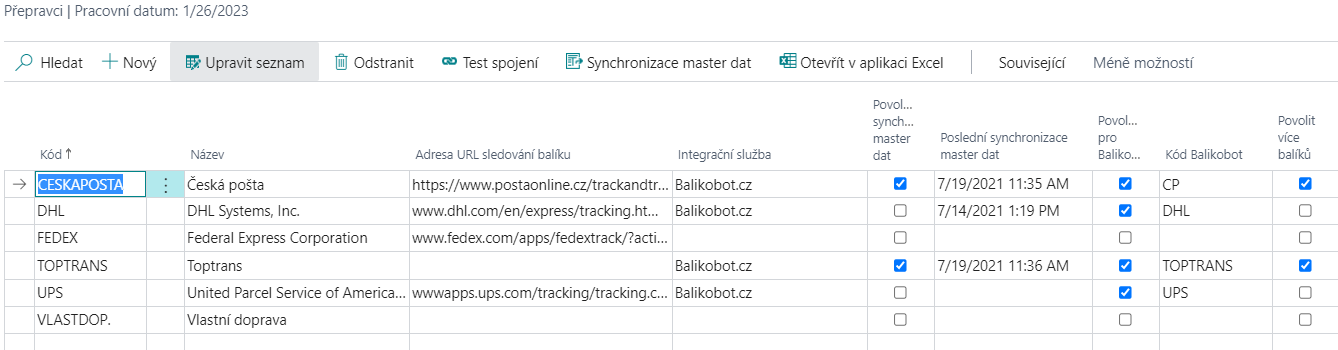 Přepravci | Pracovní datum: 1/26/2023
Hledat Nový Upravit seznam Odstranit Test spojení Synchronizace master dat Otevřít v aplikaci Excel Související Méně možností
Kód ↑ Název Adresa URL sledování balíku Integrační služba Povol... synch... master dat Poslední synchronizace master dat Povol... pro Baliko... Kód Balikobot Povolit více balíků
CESKAPOSTA Česká pošta https://www.postaonline.cz/trackandtr... Balikobot.cz 7/19/2021 11:35 AM CP
DHL DHL Systems, Inc. www.dhl.com/en/express/tracking.ht... Balikobot.cz 7/14/2021 1:19 PM DHL
FEDEX Federal Express Corporation www.fedex.com/apps/fedextrack/?acti...
TOPTRANS Toptrans Balikobot.cz 7/19/2021 11:36 AM TOPTRANS
UPS United Parcel Service of America... wwwapps.ups.com/tracking/tracking.c... Balikobot.cz UPS
VLASTDOP. Vlastní doprava